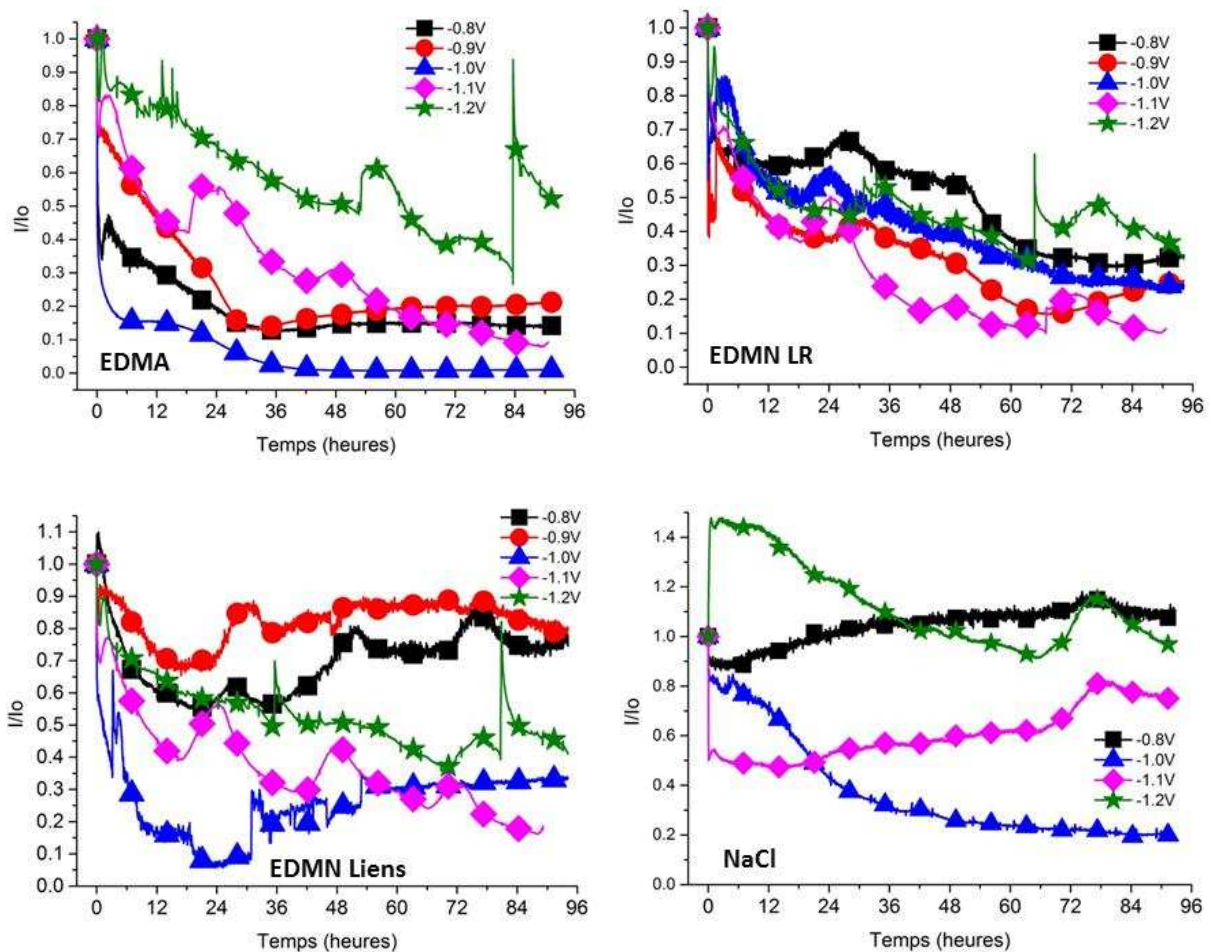 -0.8V
-0.9V
-1.0V
-1.1V
-1.2V
1.0
0.9
0.8
0.7
0.6
0.5
0.4
0.3
0.2
0.1
0.0
I/Io
EDMA
0 12 24 36 48 60 72 84 96
Temps (heures)
-0.8V
-0.9V
-1.0V
-1.1V
-1.2V
1.0
0.9
0.8
0.7
0.6
0.5
0.4
0.3
0.2
0.1
0.0
I/Io
EDMN LR
0 12 24 36 48 60 72 84 96
Temps (heures)
-0.8V
-0.9V
-1.0V
-1.1V
-1.2V
1.1
1.0
0.9
0.8
0.7
0.6
0.5
0.4
0.3
0.2
0.1
0.0
I/Io
EDMN Liens
0 12 24 36 48 60 72 84 96
Temps (heures)
1.4
1.2
1.0
0.8
0.6
0.4
0.2
0.0
I/Io
-0.8V
-1.0V
-1.1V
-1.2V
NaCl
0 12 24 36 48 60 72 84 96
Temps (heures)